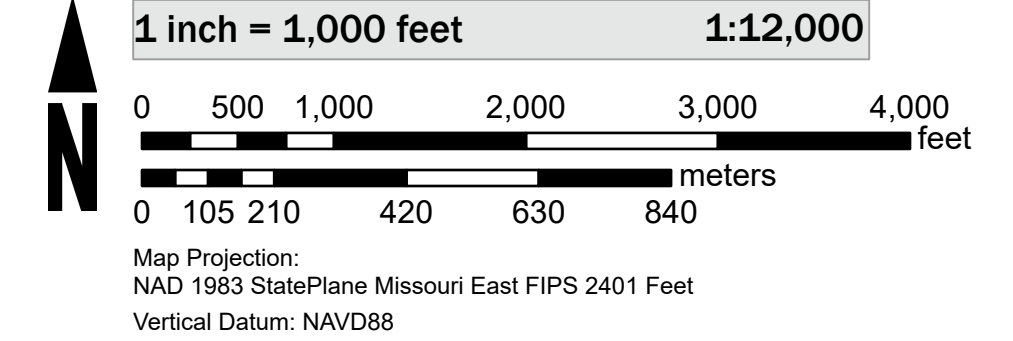 1 inch = 1,000 feet 1:12,000
0 500 1,000 2,000 3,000 4,000
feet
meters
0 105 210 420 630 840
N
Map Projection:
NAD 1983 StatePlane Missouri East FIPS 2401 Feet
Vertical Datum: NAVD88